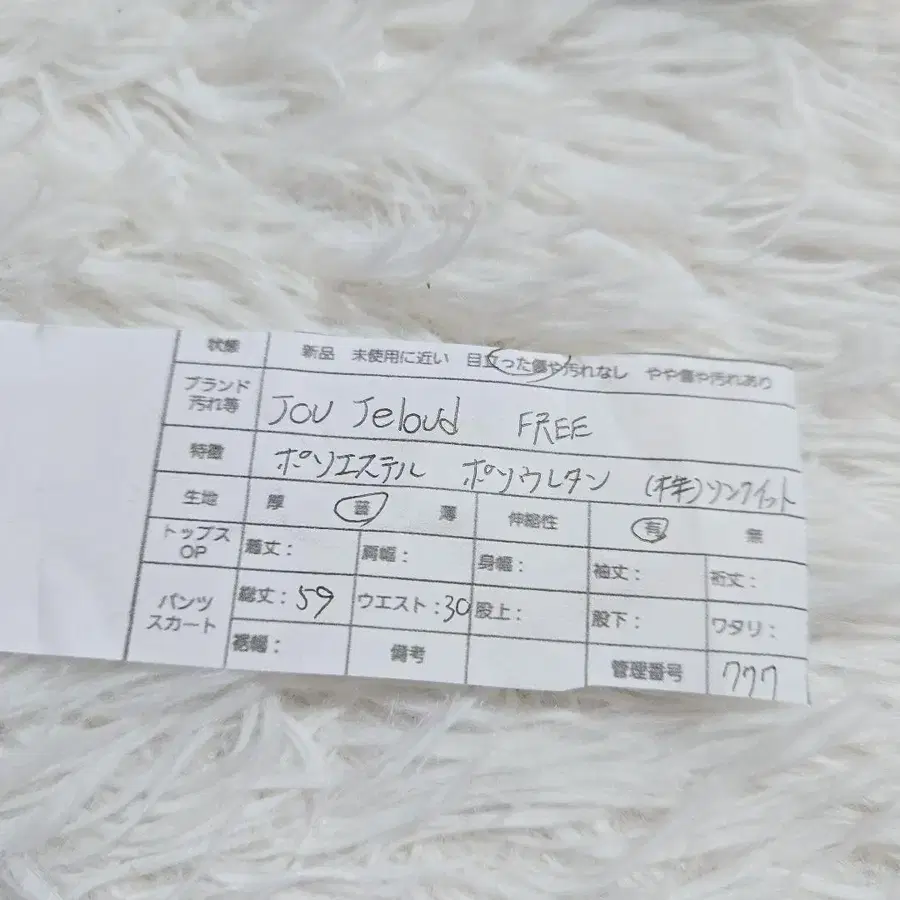 状態 新品 未使用に近い 目立った傷や汚れなし やや傷や汚れあり
ブランド 汚れ等 Jou Jeloud FREE
特徴 ポリエステル ポリウレタン (株)リンクイット
生地 厚 普 薄 伸縮性 有 無
トップス OP 着丈: 肩幅: 身幅: 袖丈: 裄丈:
パンツ スカート 総丈:59 ウエスト:30 股上: 股下: ワタリ:
裾幅: 備考 管理番号 777